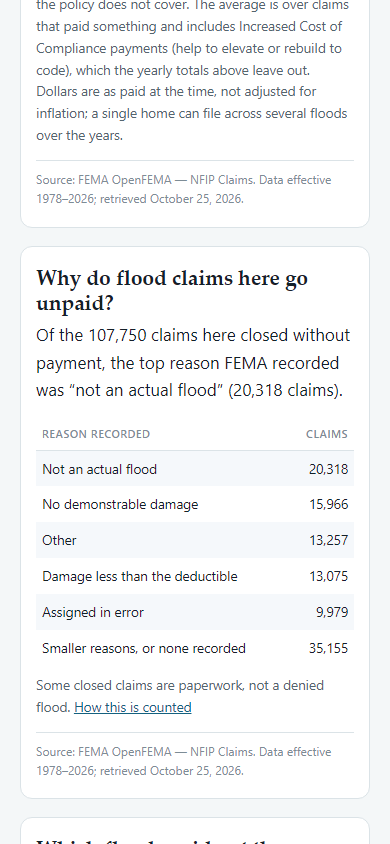 the policy does not cover. The average is over claims
that paid something and includes Increased Cost of
Compliance payments (help to elevate or rebuild to
code), which the yearly totals above leave out.
Dollars are as paid at the time, not adjusted for
inflation; a single home can file across several floods
over the years.
Source: FEMA OpenFEMA — NFIP Claims. Data effective
1978–2026; retrieved October 25, 2026.
Why do flood claims here go
unpaid?
Of the 107,750 claims here closed without
payment, the top reason FEMA recorded
was “not an actual flood” (20,318 claims).
REASON RECORDED CLAIMS
Not an actual flood 20,318
No demonstrable damage 15,966
Other 13,257
Damage less than the deductible 13,075
Assigned in error 9,979
Smaller reasons, or none recorded 35,155
Some closed claims are paperwork, not a denied
flood. How this is counted
Source: FEMA OpenFEMA — NFIP Claims. Data effective
1978–2026; retrieved October 25, 2026.